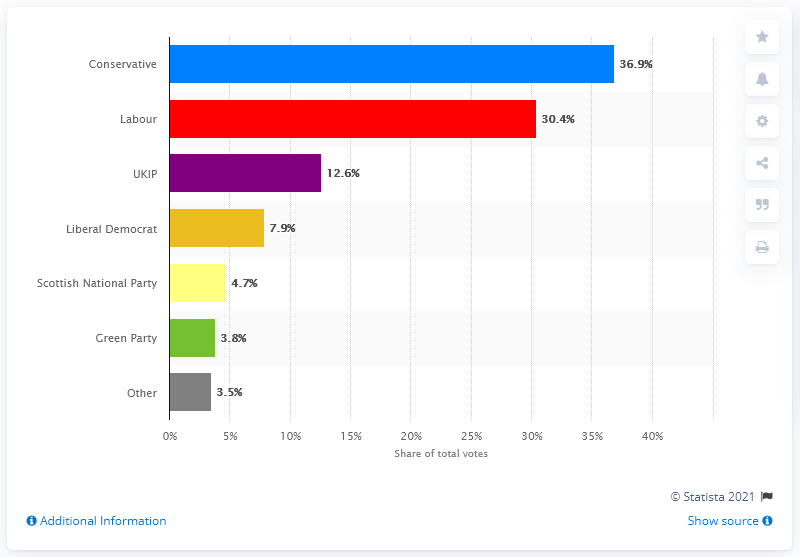 Conservative 36.9%
Labour 30.4%
UKIP 12.6%
Liberal Democrat 7.9%
Scottish National Party 4.7%
Green Party 3.8%
Other 3.5%
0% 5% 10% 15% 20% 25% 30% 35% 40%
Share of total votes
© Statista 2021
Additional Information Show source